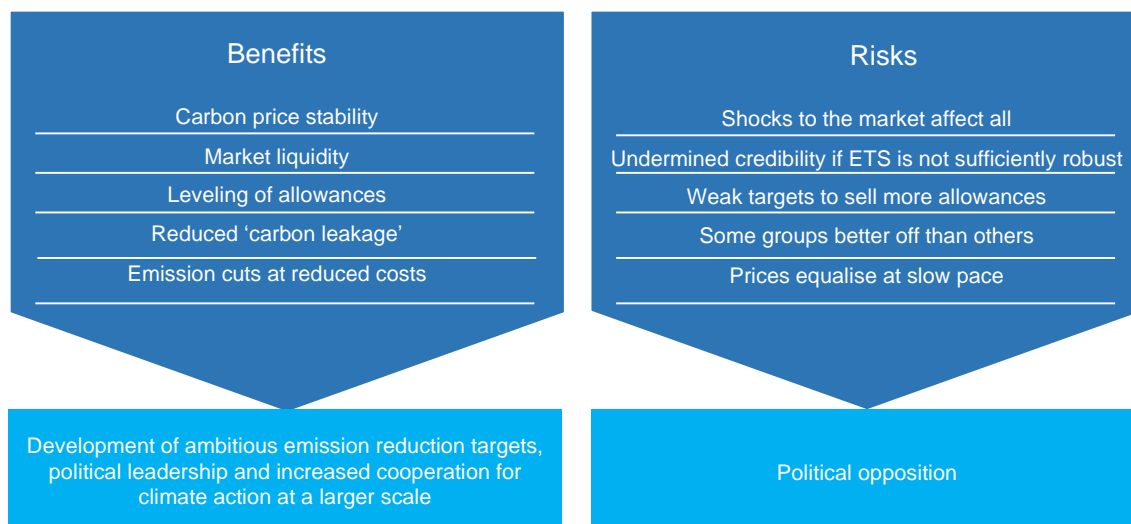 Benefits
Carbon price stability
Market liquidity
Leveling of allowances
Reduced ‘carbon leakage’
Emission cuts at reduced costs
Development of ambitious emission reduction targets,
political leadership and increased cooperation for
climate action at a larger scale
Risks
Shocks to the market affect all
Undermined credibility if ETS is not sufficiently robust
Weak targets to sell more allowances
Some groups better off than others
Prices equalise at slow pace
Political opposition